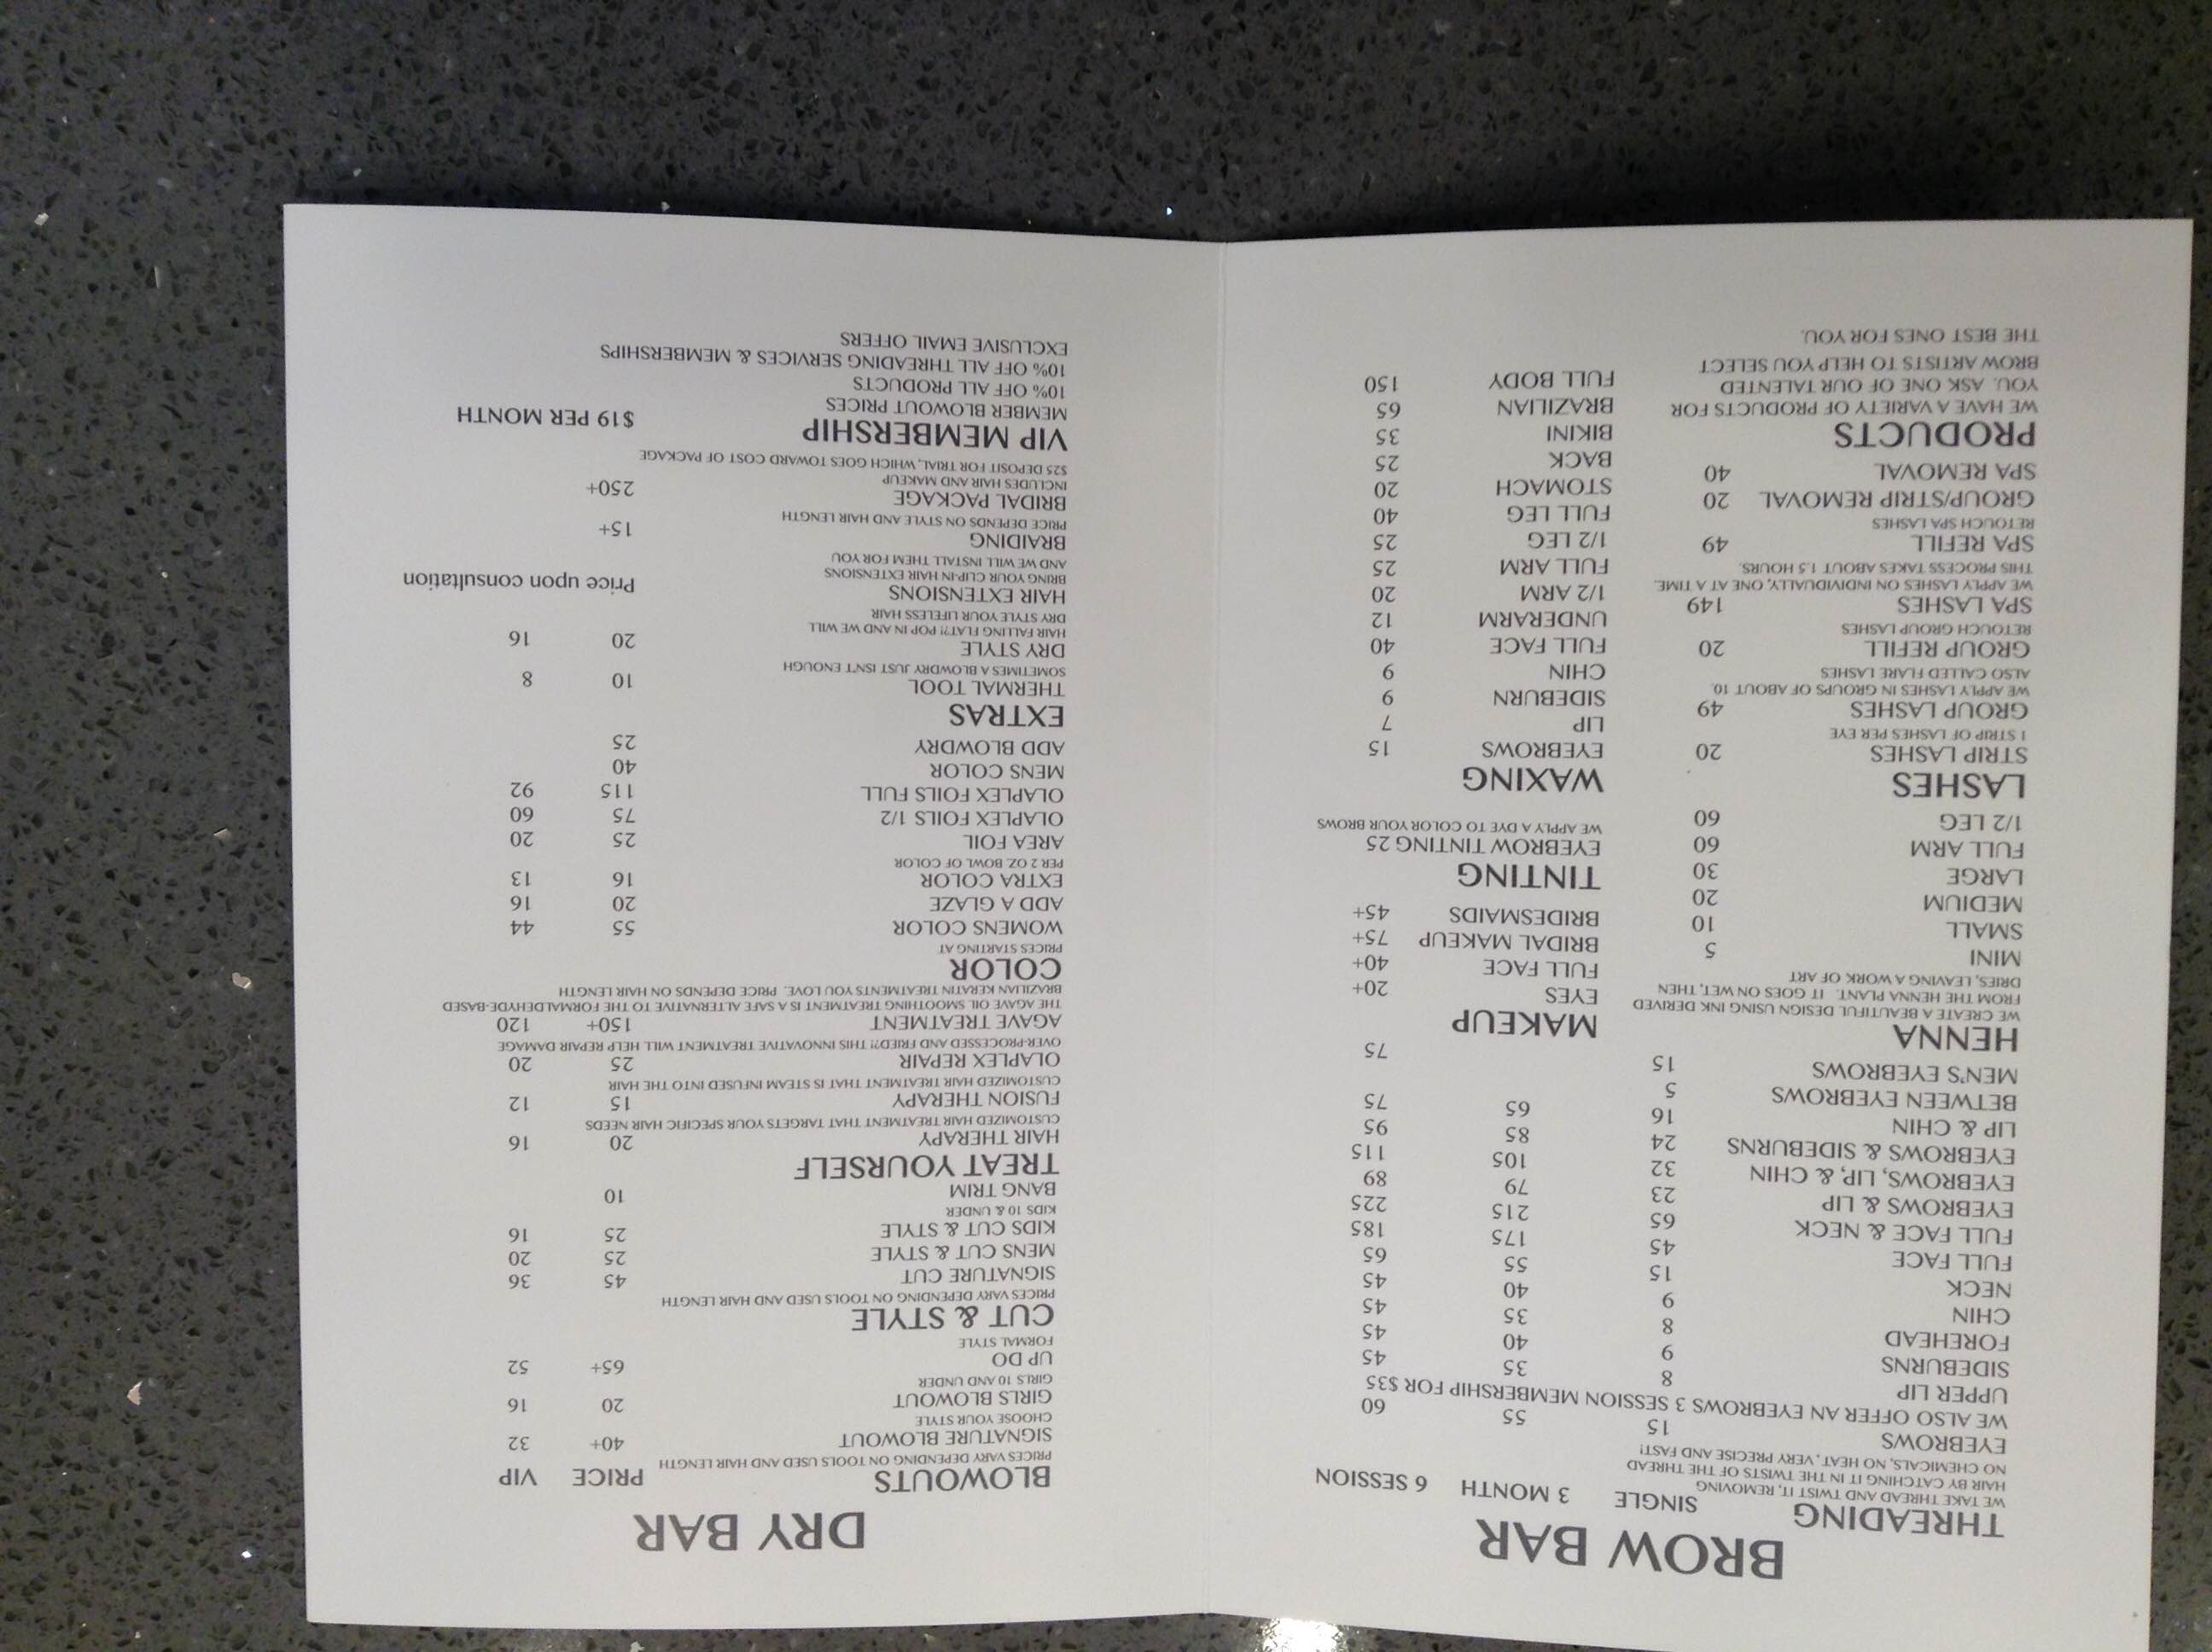 BROW BAR
THREADING SINGLE 3 MONTH 6 SESSION
WE TAKE THREAD AND TWIST IT, REMOVING
HAIR BY CATCHING IT IN THE TWISTS OF THE THREAD
NO CHEMICALS, NO HEAT, VERY PRECISE AND FAST!
EYEBROWS 15 55 60
WE ALSO OFFER AN EYEBROWS 3 SESSION MEMBERSHIP FOR $35
UPPER LIP 8 35 45
SIDEBURNS 9 40 45
FOREHEAD 8 35 45
CHIN 9 40 45
NECK 15 55 65
FULL FACE 45 175 185
FULL FACE & NECK 65 215 225
EYEBROWS & LIP 23 79 89
EYEBROWS, LIP, & CHIN 32 105 115
EYEBROWS & SIDEBURNS 24 85 95
LIP & CHIN 16 65 75
BETWEEN EYEBROWS 5
MEN'S EYEBROWS 15 75
HENNA
WE CREATE A BEAUTIFUL DESIGN USING INK DERIVED
FROM THE HENNA PLANT. IT GOES ON WET, THEN
DRIES, LEAVING A WORK OF ART
MINI 5
SMALL 10
MEDIUM 20
LARGE 30
FULL ARM 60
1/2 LEG 60
LASHES
STRIP LASHES 20
1 STRIP OF LASHES PER EYE
GROUP LASHES 49
WE APPLY LASHES IN GROUPS OF ABOUT 10.
ALSO CALLED FLARE LASHES
GROUP REFILL 20
RETOUCH GROUP LASHES
SPA LASHES 149
WE APPLY LASHES ON INDIVIDUALLY, ONE AT A TIME.
THIS PROCESS TAKES ABOUT 1.5 HOURS.
SPA REFILL 49
RETOUCH SPA LASHES
GROUP/STRIP REMOVAL 20
SPA REMOVAL 40
PRODUCTS
WE HAVE A VARIETY OF PRODUCTS FOR
YOU. ASK ONE OF OUR TALENTED
BROW ARTISTS TO HELP YOU SELECT
THE BEST ONES FOR YOU.
MAKEUP
EYES 20+
FULL FACE 40+
BRIDAL MAKEUP 75+
BRIDESMAIDS 45+
TINTING
EYEBROW TINTING 25
WE APPLY A DYE TO COLOR YOUR BROWS
WAXING
EYEBROWS 15
LIP 7
SIDEBURN 9
CHIN 9
FULL FACE 40
UNDERARM 12
1/2 ARM 20
FULL ARM 25
1/2 LEG 25
FULL LEG 40
STOMACH 20
BACK 25
BIKINI 35
BRAZILIAN 65
FULL BODY 150
DRY BAR
BLOWOUTS PRICE VIP
PRICES VARY DEPENDING ON TOOLS USED AND HAIR LENGTH
SIGNATURE BLOWOUT 40+ 32
CHOOSE YOUR STYLE
GIRLS BLOWOUT 20 16
GIRLS 10 AND UNDER
UP DO 65+ 52
FORMAL STYLE
CUT & STYLE
PRICES VARY DEPENDING ON TOOLS USED AND HAIR LENGTH
SIGNATURE CUT 45 36
MENS CUT & STYLE 25 20
KIDS CUT & STYLE 25 16
KIDS 10 & UNDER
BANG TRIM 10
TREAT YOURSELF
HAIR THERAPY 20 16
CUSTOMIZED HAIR TREATMENT THAT TARGETS YOUR SPECIFIC HAIR NEEDS
FUSION THERAPY 15 12
CUSTOMIZED HAIR TREATMENT THAT IS STEAM INFUSED INTO THE HAIR
OLAPLEX REPAIR 25 20
OVER-PROCESSED AND FRIED?! THIS INNOVATIVE TREATMENT WILL HELP REPAIR DAMAGE
AGAVE TREATMENT 150+ 120
THE AGAVE OIL SMOOTHING TREATMENT IS A SAFE ALTERNATIVE TO THE FORMALDEHYDE-BASED
BRAZILIAN KERATIN TREATMENTS YOU LOVE. PRICE DEPENDS ON HAIR LENGTH
COLOR
PRICES STARTING AT
WOMENS COLOR 55 44
ADD A GLAZE 20 16
EXTRA COLOR 16 13
PER 2 OZ. BOWL OF COLOR
AREA FOIL 25 20
OLAPLEX FOILS 1/2 75 60
OLAPLEX FOILS FULL 115 92
MENS COLOR 40
ADD BLOWDRY 25
EXTRAS
THERMAL TOOL 10 8
SOMETIMES A BLOWDRY JUST ISN'T ENOUGH
DRY STYLE 20 16
HAIR FALLING FLAT?! POP IN AND WE WILL
DRY STYLE YOUR LIFELESS HAIR
HAIR EXTENSIONS Price upon consultation
BRING YOUR CLIP-IN HAIR EXTENSIONS
AND WE WILL INSTALL THEM FOR YOU
BRAIDING 15+
PRICE DEPENDS ON STYLE AND HAIR LENGTH
BRIDAL PACKAGE 250+
INCLUDES HAIR AND MAKEUP
$25 DEPOSIT FOR TRIAL, WHICH GOES TOWARD COST OF PACKAGE
VIP MEMBERSHIP $19 PER MONTH
MEMBER BLOWOUT PRICES
10% OFF ALL PRODUCTS
10% OFF ALL THREADING SERVICES & MEMBERSHIPS
EXCLUSIVE EMAIL OFFERS